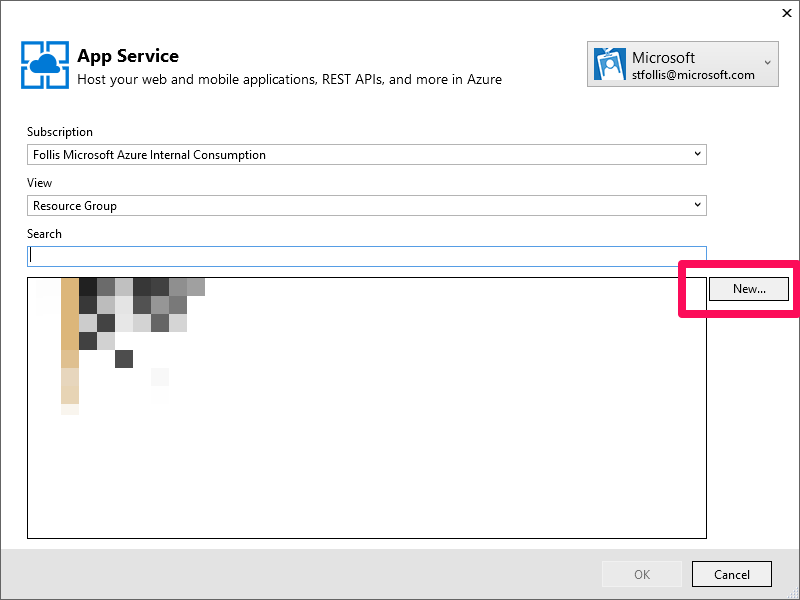 App Service
Host your web and mobile applications, REST APIs, and more in Azure
Microsoft
stfollis@microsoft.com
Subscription
Follis Microsoft Azure Internal Consumption
View
Resource Group
Search
New...
OK
Cancel